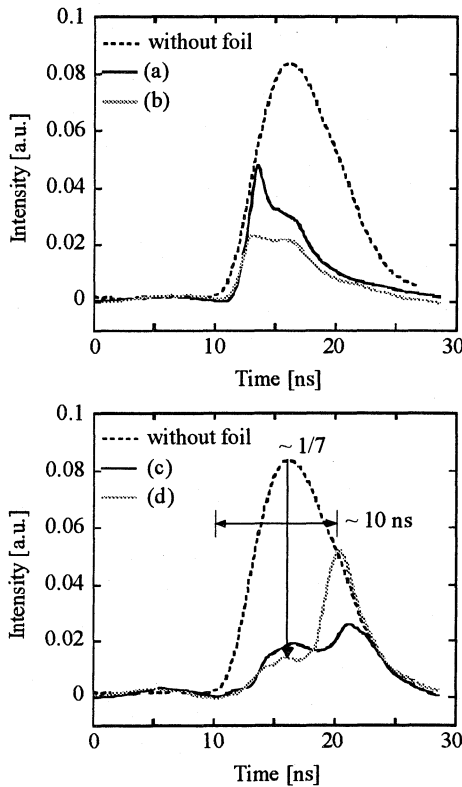 0.1
without foil
(a)
(b)
0.08
0.06
0.04
0.02
0
Intensity [a.u.]
0
10
20
30
Time [ns]
0.1
without foil
(c)
(d)
~ 1/7
0.08
~ 10 ns
0.06
0.04
0.02
0
Intensity [a.u.]
0
10
20
30
Time [ns]